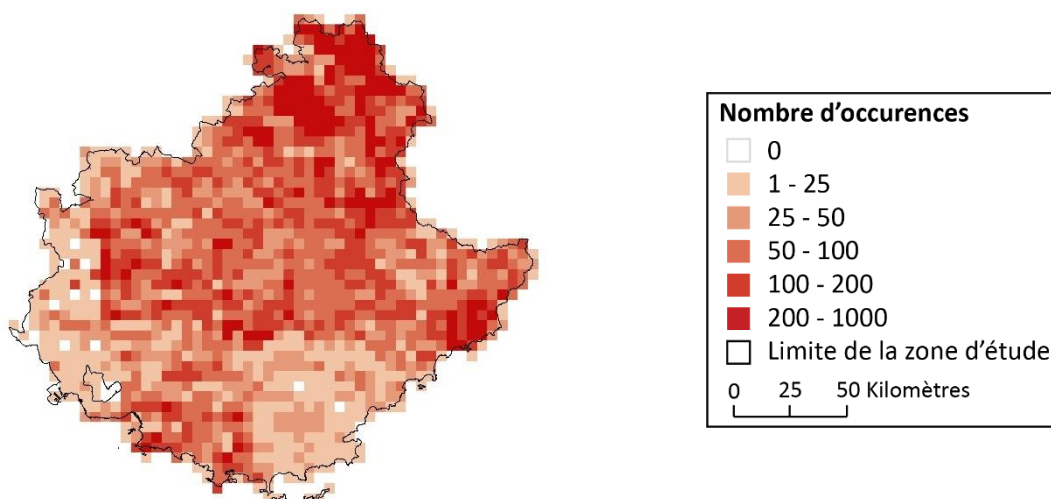 Nombre d’occurences
0
1 - 25
25 - 50
50 - 100
100 - 200
200 - 1000
Limite de la zone d’étude
0 25 50 Kilomètres